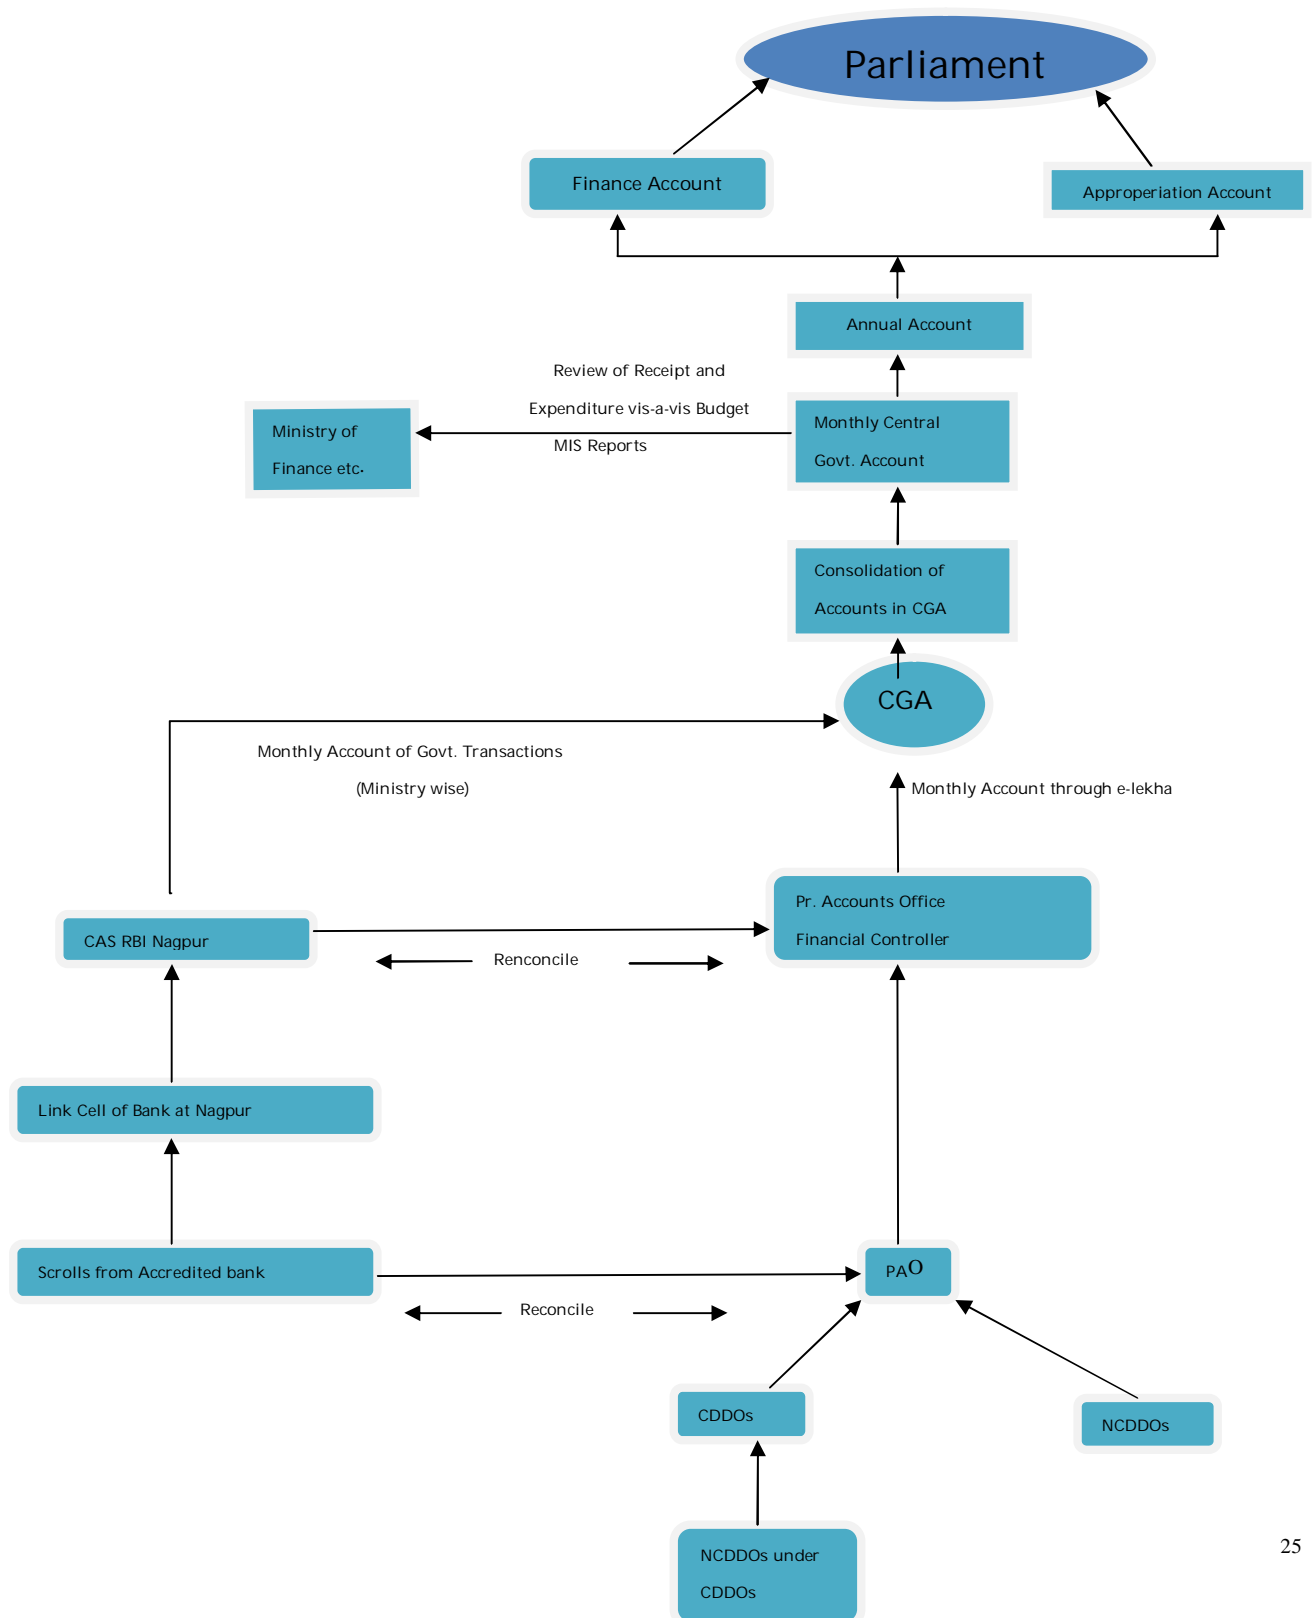 Parliament
Finance Account
Approperiation Account
Annual Account
Review of Receipt and
Expenditure vis-a-vis Budget
MIS Reports
Ministry of
Finance etc.
Monthly Central
Govt. Account
Consolidation of
Accounts in CGA
CGA
Monthly Account of Govt. Transactions
(Ministry wise)
Monthly Account through e-lekha
Pr. Accounts Office
Financial Controller
CAS RBI Nagpur
Renconcile
Link Cell of Bank at Nagpur
Scrolls from Accredited bank
PAO
Reconcile
CDDOs
NCDDOs
NCDDOs under
CDDOs
25